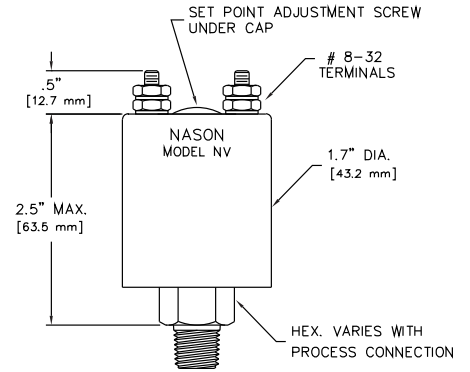 SET POINT ADJUSTMENT SCREW
UNDER CAP
# 8-32
TERMINALS
.5"
[12.7 mm]
NASON
MODEL NV
1.7" DIA.
[43.2 mm]
2.5" MAX.
[63.5 mm]
HEX. VARIES WITH
PROCESS CONNECTION